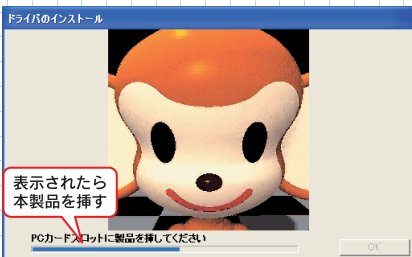 ドライバのインストール
表示されたら
本製品を挿す
PCカードスロットに製品を挿してください
OK